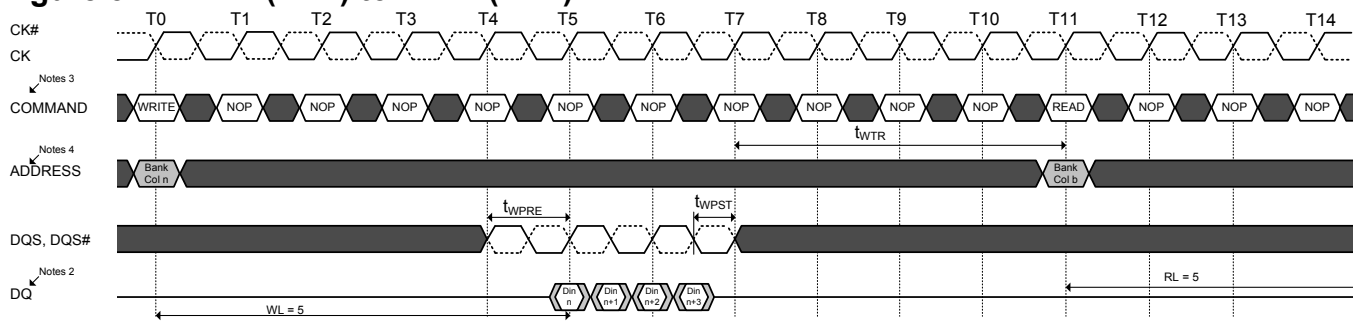 T0 T1 T2 T3 T4 T5 T6 T7 T8 T9 T10 T11 T12 T13 T14
CK#
CK
Notes 3
COMMAND WRITE NOP NOP NOP NOP NOP NOP NOP NOP NOP NOP READ NOP NOP NOP
tWTR
Notes 4
ADDRESS
Bank Col n
Bank Col b
tWPRE tWPST
DQS, DQS#
Notes 2
DQ
Din n
Din n+1
Din n+2
Din n+3
RL = 5
WL = 5